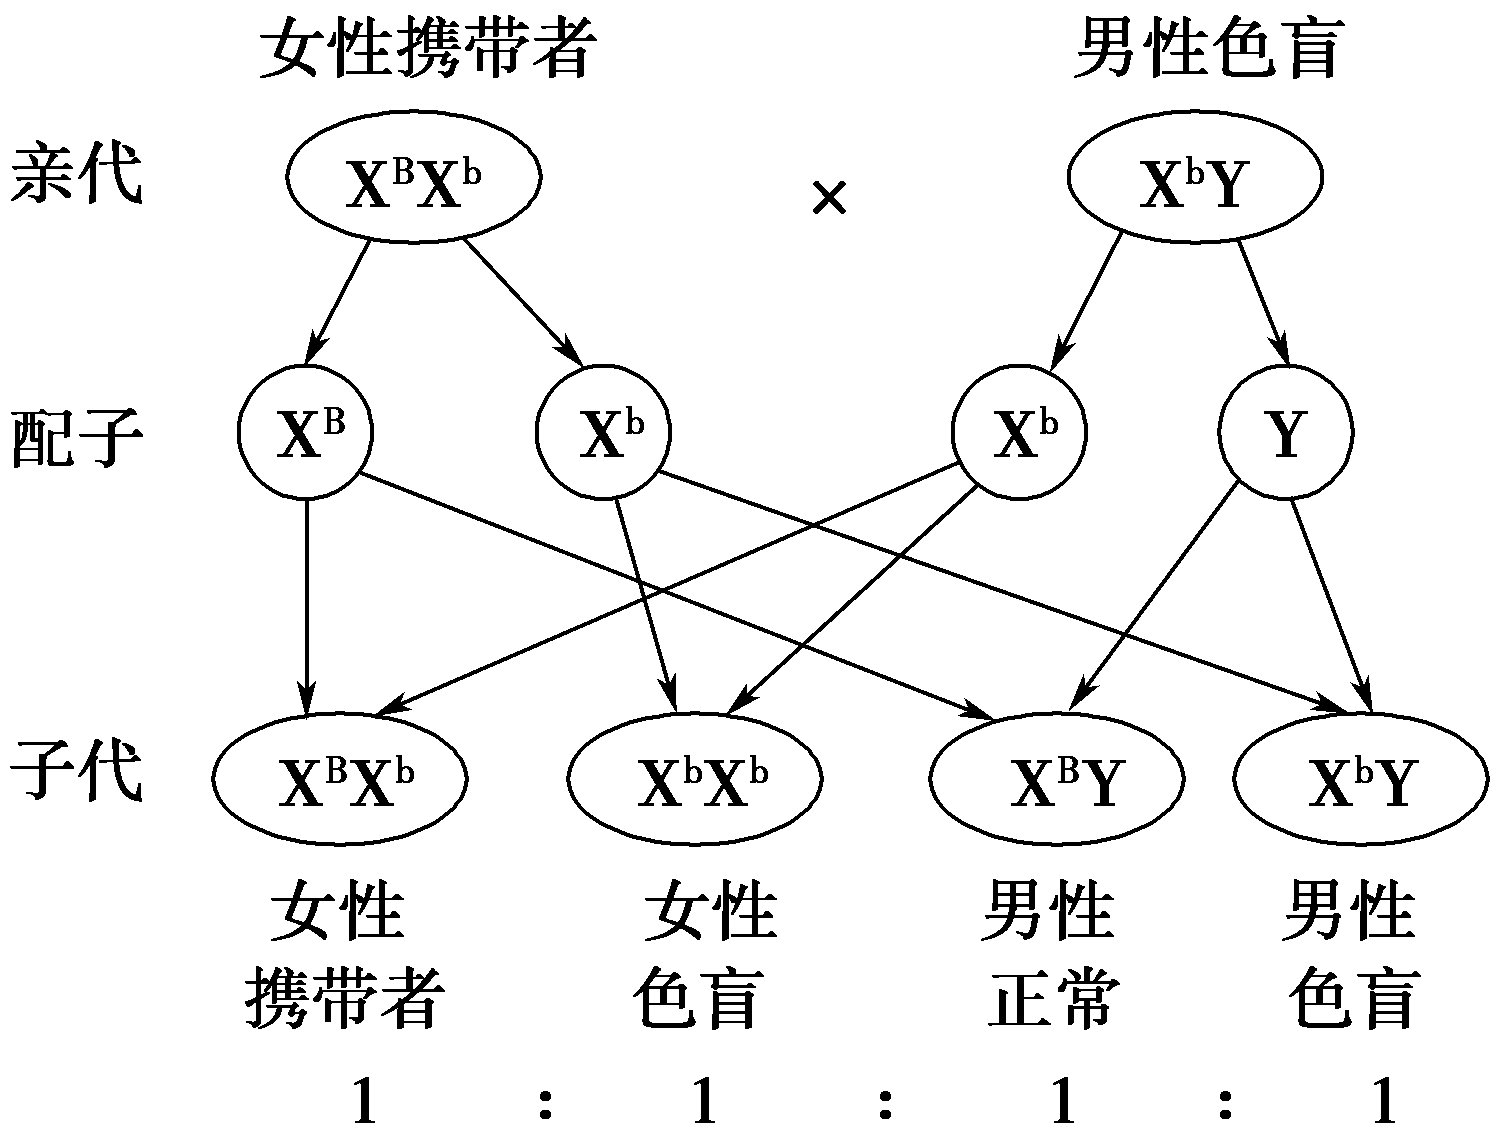 女性携带者 男性色盲
亲代 XᴮXᵇ × XᵇY
配子 Xᴮ Xᵇ Xᵇ Y
子代 XᴮXᵇ XᵇXᵇ XᴮY XᵇY
女性 女性 男性 男性
携带者 色盲 正常 色盲
1 : 1 : 1 : 1